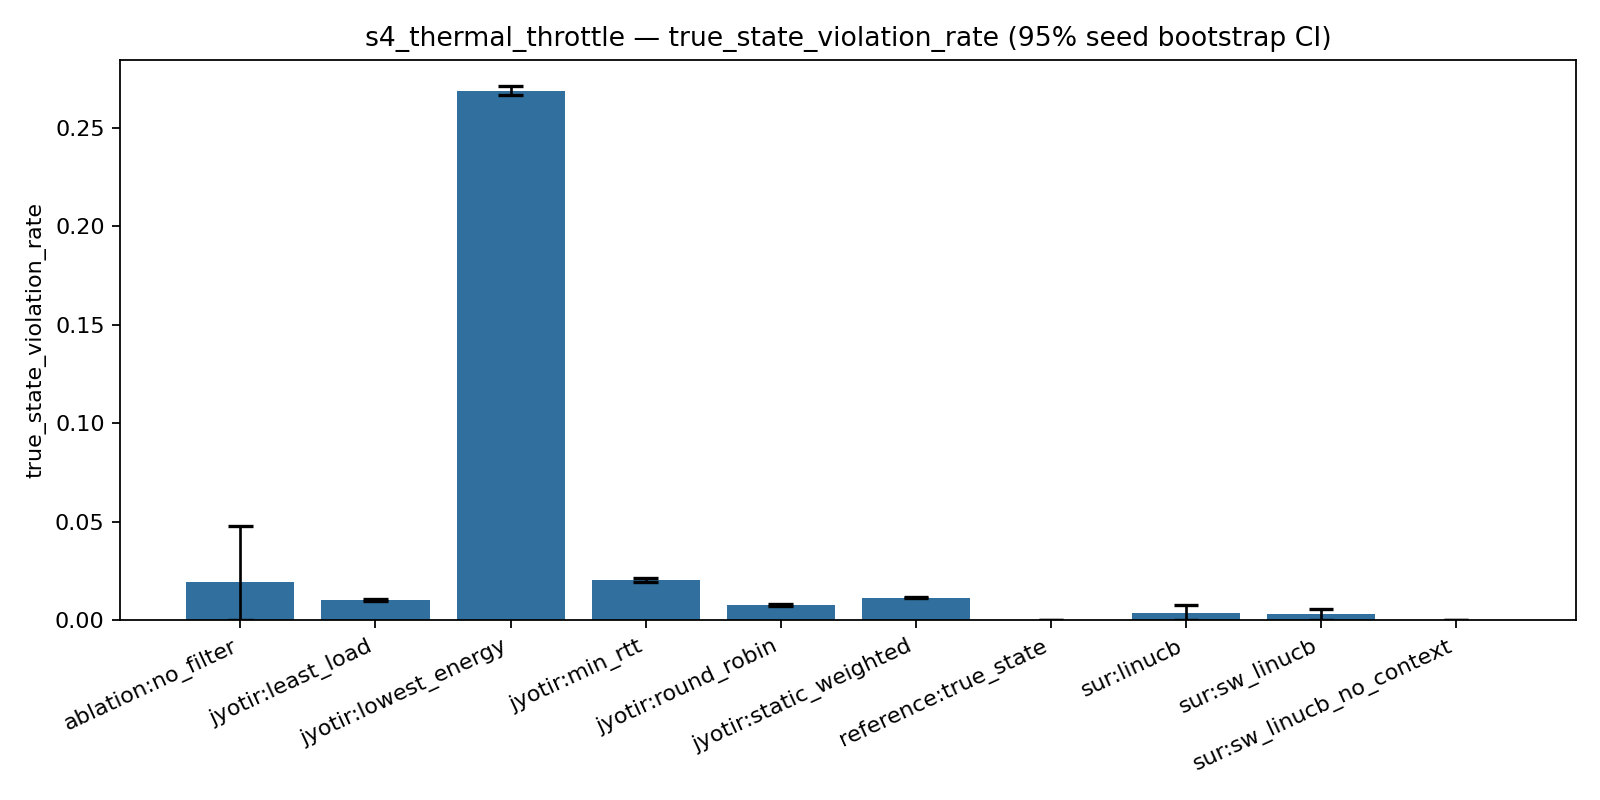 s4_thermal_throttle — true_state_violation_rate (95% seed bootstrap CI)
true_state_violation_rate
0.25
0.20
0.15
0.10
0.05
0.00
ablation:no_filter
jyotir:least_load
jyotir:lowest_energy
jyotir:min_rtt
jyotir:round_robin
jyotir:static_weighted
reference:true_state
sur:linucb
sur:sw_linucb
sur:sw_linucb_no_context